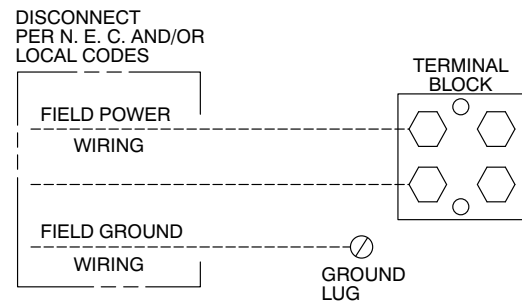 DISCONNECT
PER N. E. C. AND/OR
LOCAL CODES
TERMINAL
BLOCK
FIELD POWER
WIRING
FIELD GROUND
WIRING
GROUND
LUG